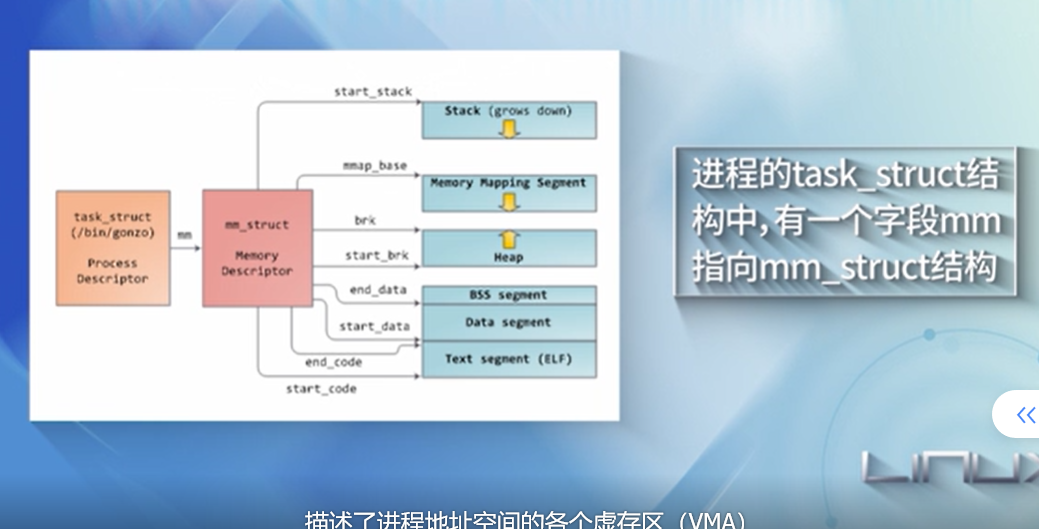 start_stack
Stack (grows down)
mmap_base
Memory Mapping Segment
task_struct
(/bin/gonzo)
Process
Descriptor
mm
mm_struct
Memory
Descriptor
brk
start_brk
Heap
end_data
BSS segment
start_data
Data segment
end_code
Text segment (ELF)
start_code
进程的task_struct结
构中,有一个字段mm
指向mm_struct结构
LINUX
描述了进程地址空间的各个虚存区（VMA）